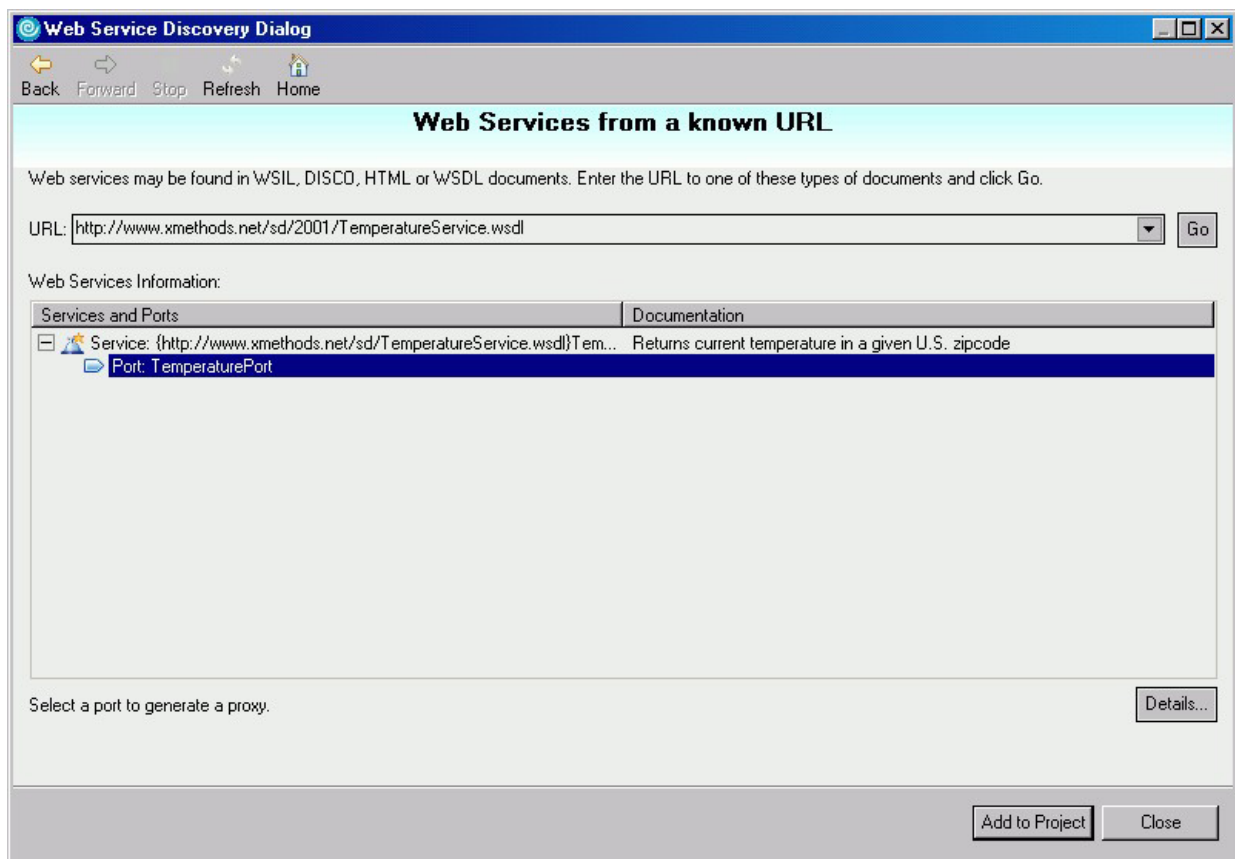 Web Service Discovery Dialog
Back Forward Stop Refresh Home
Web Services from a known URL
Web services may be found in WSIL, DISCO, HTML or WSDL documents. Enter the URL to one of these types of documents and click Go.
URL: http://www.xmethods.net/sd/2001/TemperatureService.wsdl Go
Web Services Information:
Services and Ports Documentation
Service: {http://www.xmethods.net/sd/TemperatureService.wsdl}Tem... Returns current temperature in a given U.S. zipcode
Port: TemperaturePort
Select a port to generate a proxy. Details...
Add to Project Close